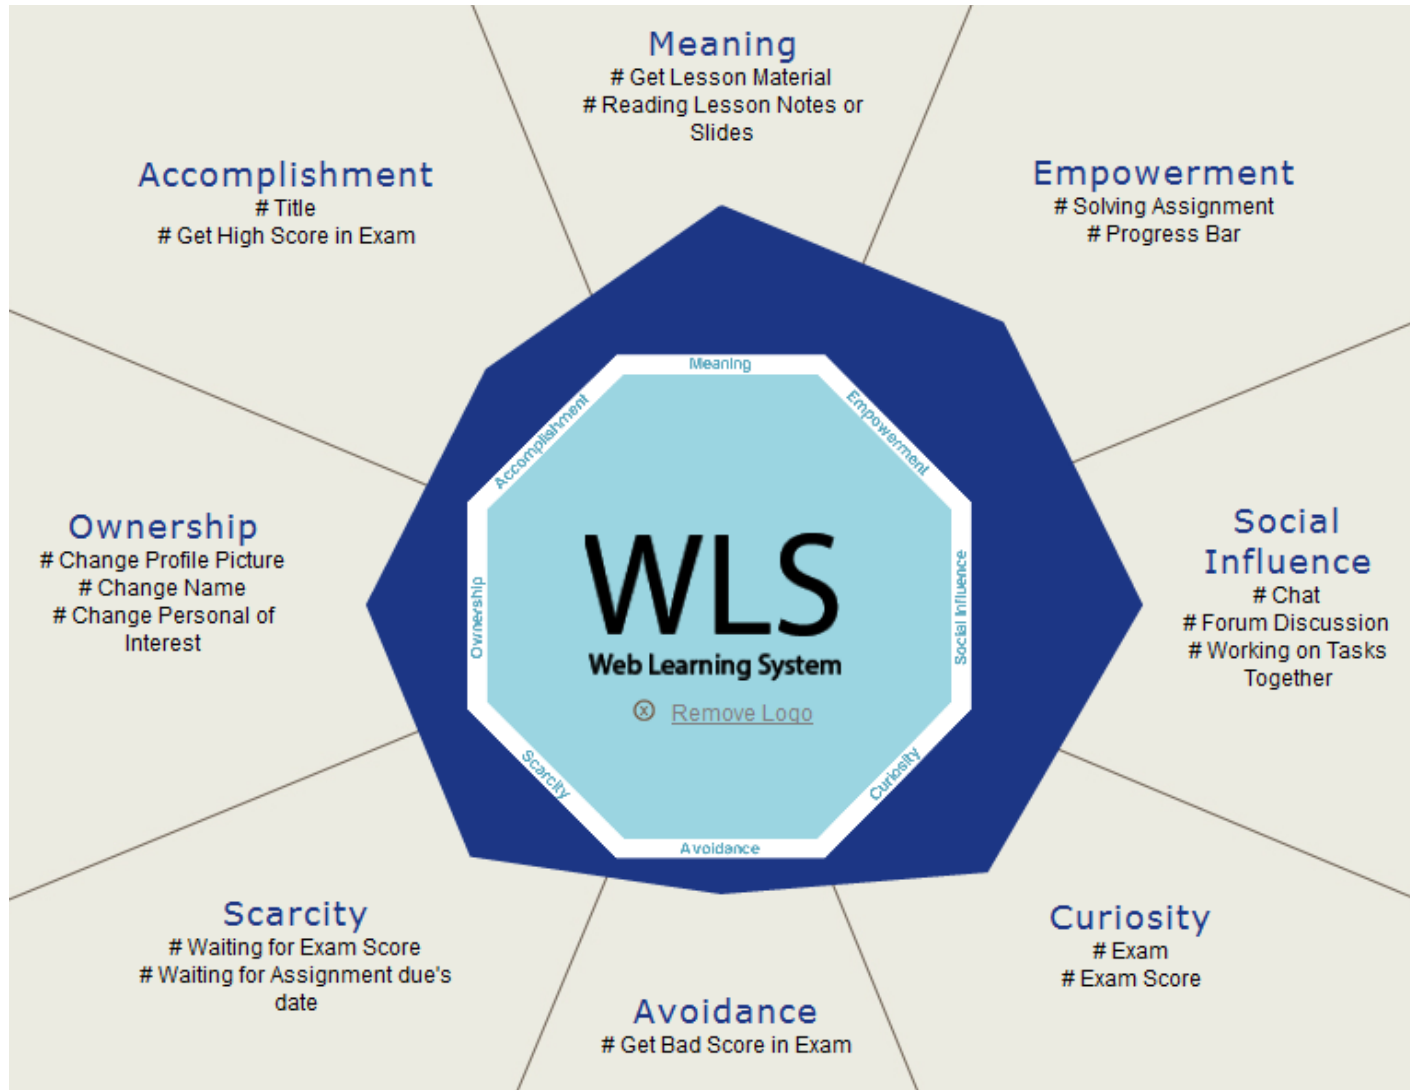 Meaning
# Get Lesson Material
# Reading Lesson Notes or
Slides
Accomplishment
# Title
# Get High Score in Exam
Empowerment
# Solving Assignment
# Progress Bar
Ownership
# Change Profile Picture
# Change Name
# Change Personal of
Interest
Social
Influence
# Chat
# Forum Discussion
# Working on Tasks
Together
Meaning
Accomplishment
Empowerment
Ownership
Social Influence
WLS
Web Learning System
Remove Logo
Scarcity
Curiosity
Avoidance
Scarcity
# Waiting for Exam Score
# Waiting for Assignment due's
date
Avoidance
# Get Bad Score in Exam
Curiosity
# Exam
# Exam Score